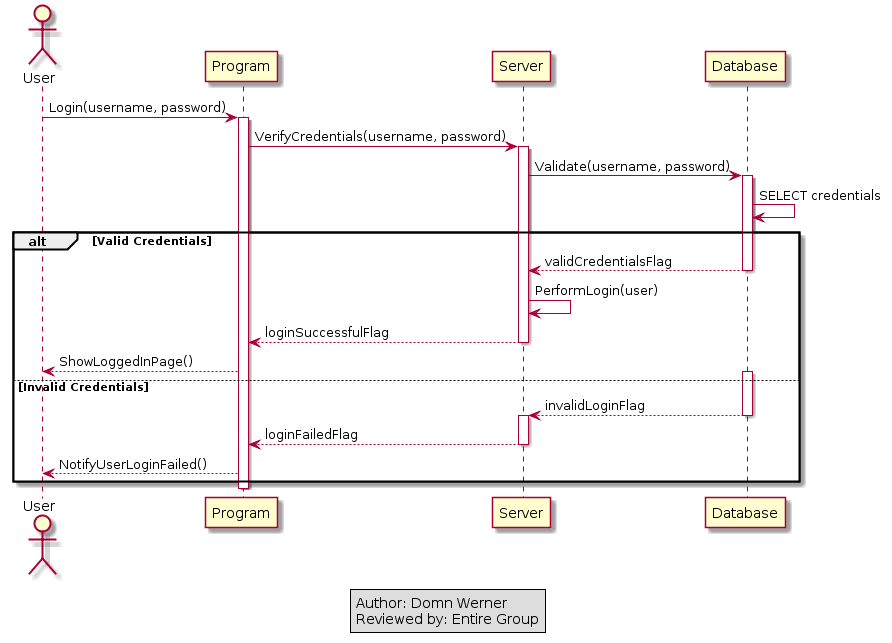 User
Program
Server
Database
Login(username, password)
VerifyCredentials(username, password)
Validate(username, password)
SELECT credentials
alt [Valid Credentials]
validCredentialsFlag
PerformLogin(user)
loginSuccessfulFlag
ShowLoggedInPage()
[Invalid Credentials]
invalidLoginFlag
loginFailedFlag
NotifyUserLoginFailed()
User
Program
Server
Database
Author: Domn Werner
Reviewed by: Entire Group